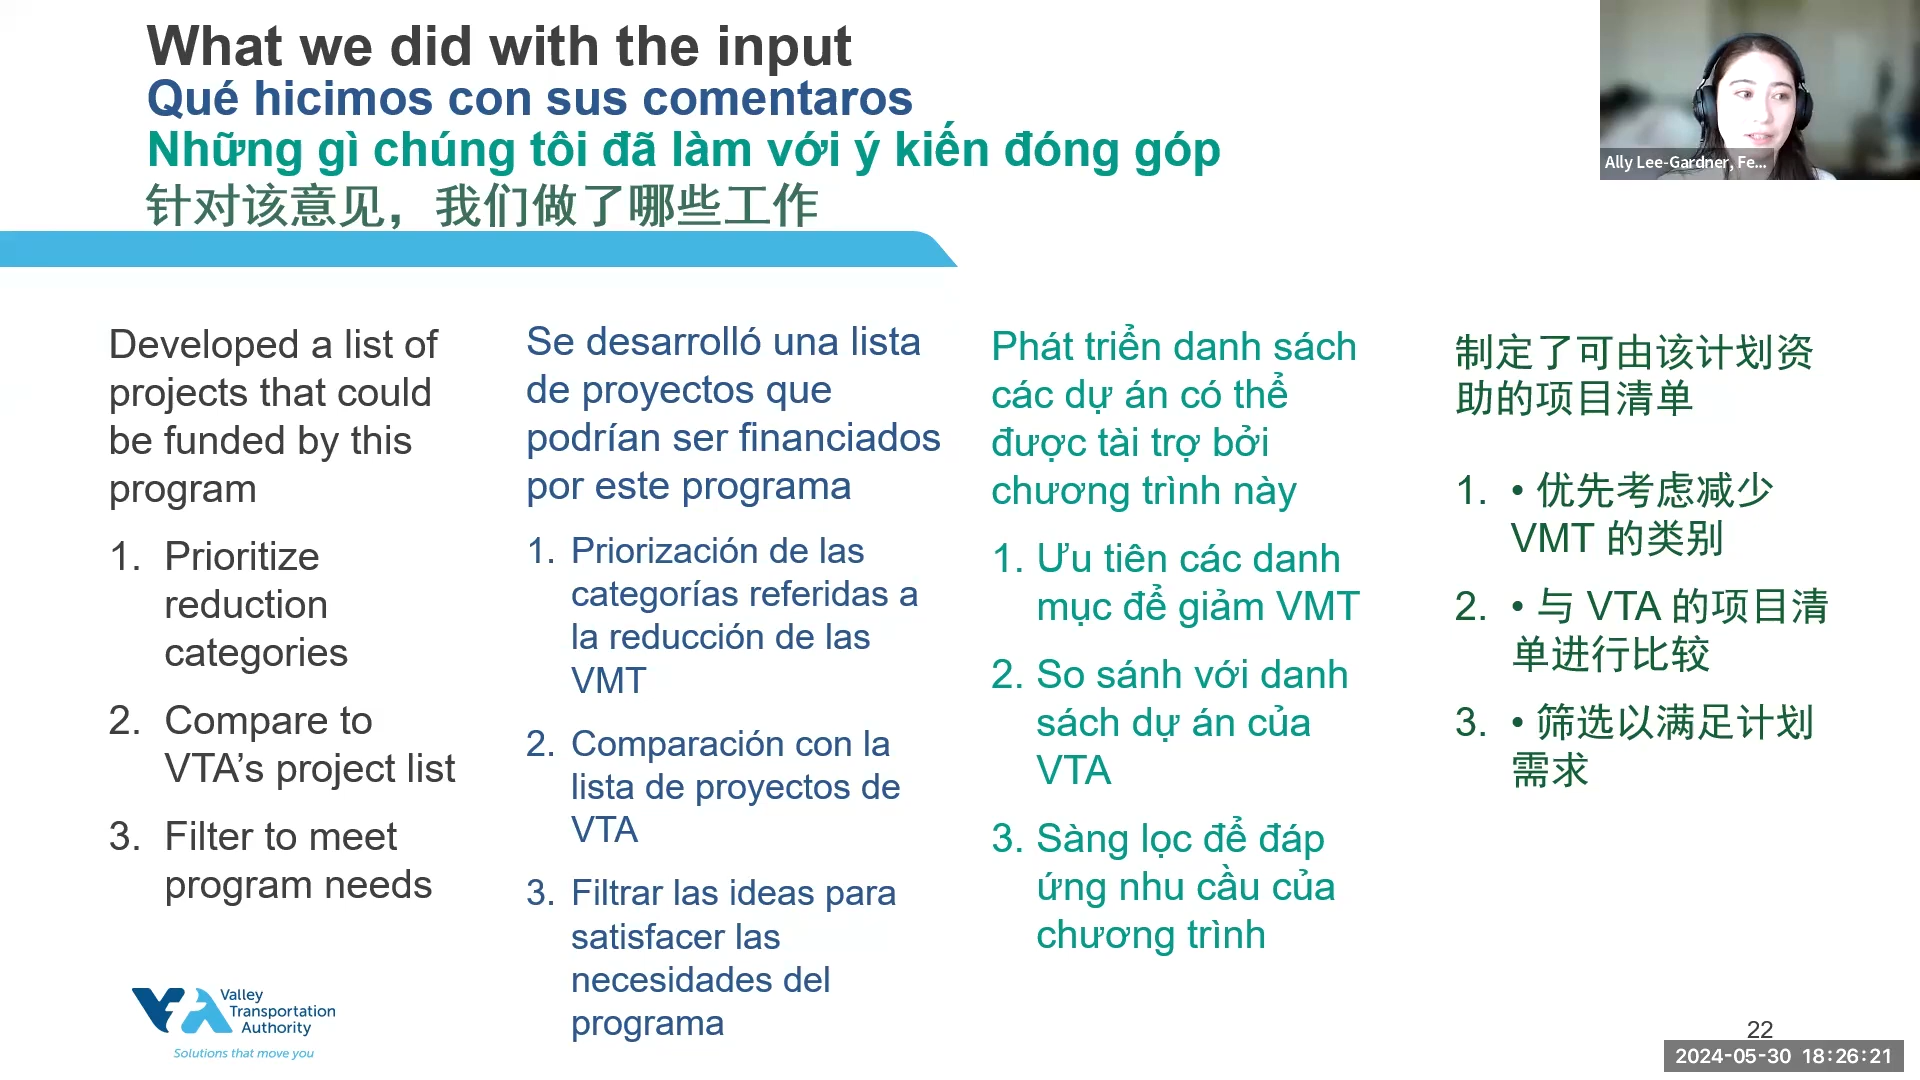 What we did with the input
Qué hicimos con sus comentaros
Những gì chúng tôi đã làm với ý kiến đóng góp
针对该意见，我们做了哪些工作
Ally Lee-Gardner, Fe...
Developed a list of
projects that could
be funded by this
program
1. Prioritize
reduction
categories
2. Compare to
VTA’s project list
3. Filter to meet
program needs
Se desarrolló una lista
de proyectos que
podrían ser financiados
por este programa
1. Priorización de las
categorías referidas a
la reducción de las
VMT
2. Comparación con la
lista de proyectos de
VTA
3. Filtrar las ideas para
satisfacer las
necesidades del
programa
Phát triển danh sách
các dự án có thể
được tài trợ bởi
chương trình này
1. Ưu tiên các danh
mục để giảm VMT
2. So sánh với danh
sách dự án của
VTA
3. Sàng lọc để đáp
ứng nhu cầu của
chương trình
制定了可由该计划资
助的项目清单
1. • 优先考虑减少
VMT 的类别
2. • 与 VTA 的项目清
单进行比较
3. • 筛选以满足计划
需求
VTA
Valley
Transportation
Authority
Solutions that move you
22
2024-05-30 18:26:21